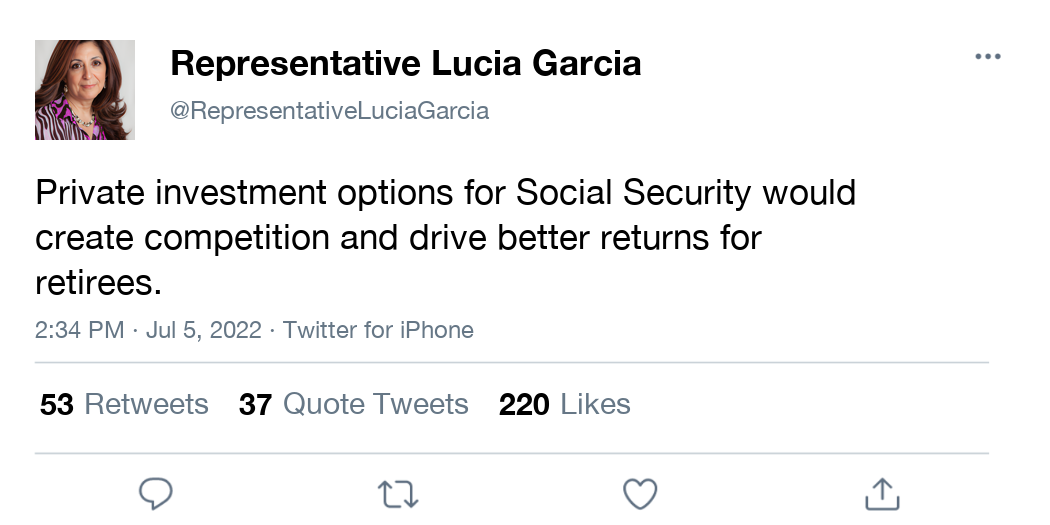 Representative Lucia Garcia
@RepresentativeLuciaGarcia
Private investment options for Social Security would
create competition and drive better returns for
retirees.
2:34 PM · Jul 5, 2022 · Twitter for iPhone
53 Retweets 37 Quote Tweets 220 Likes